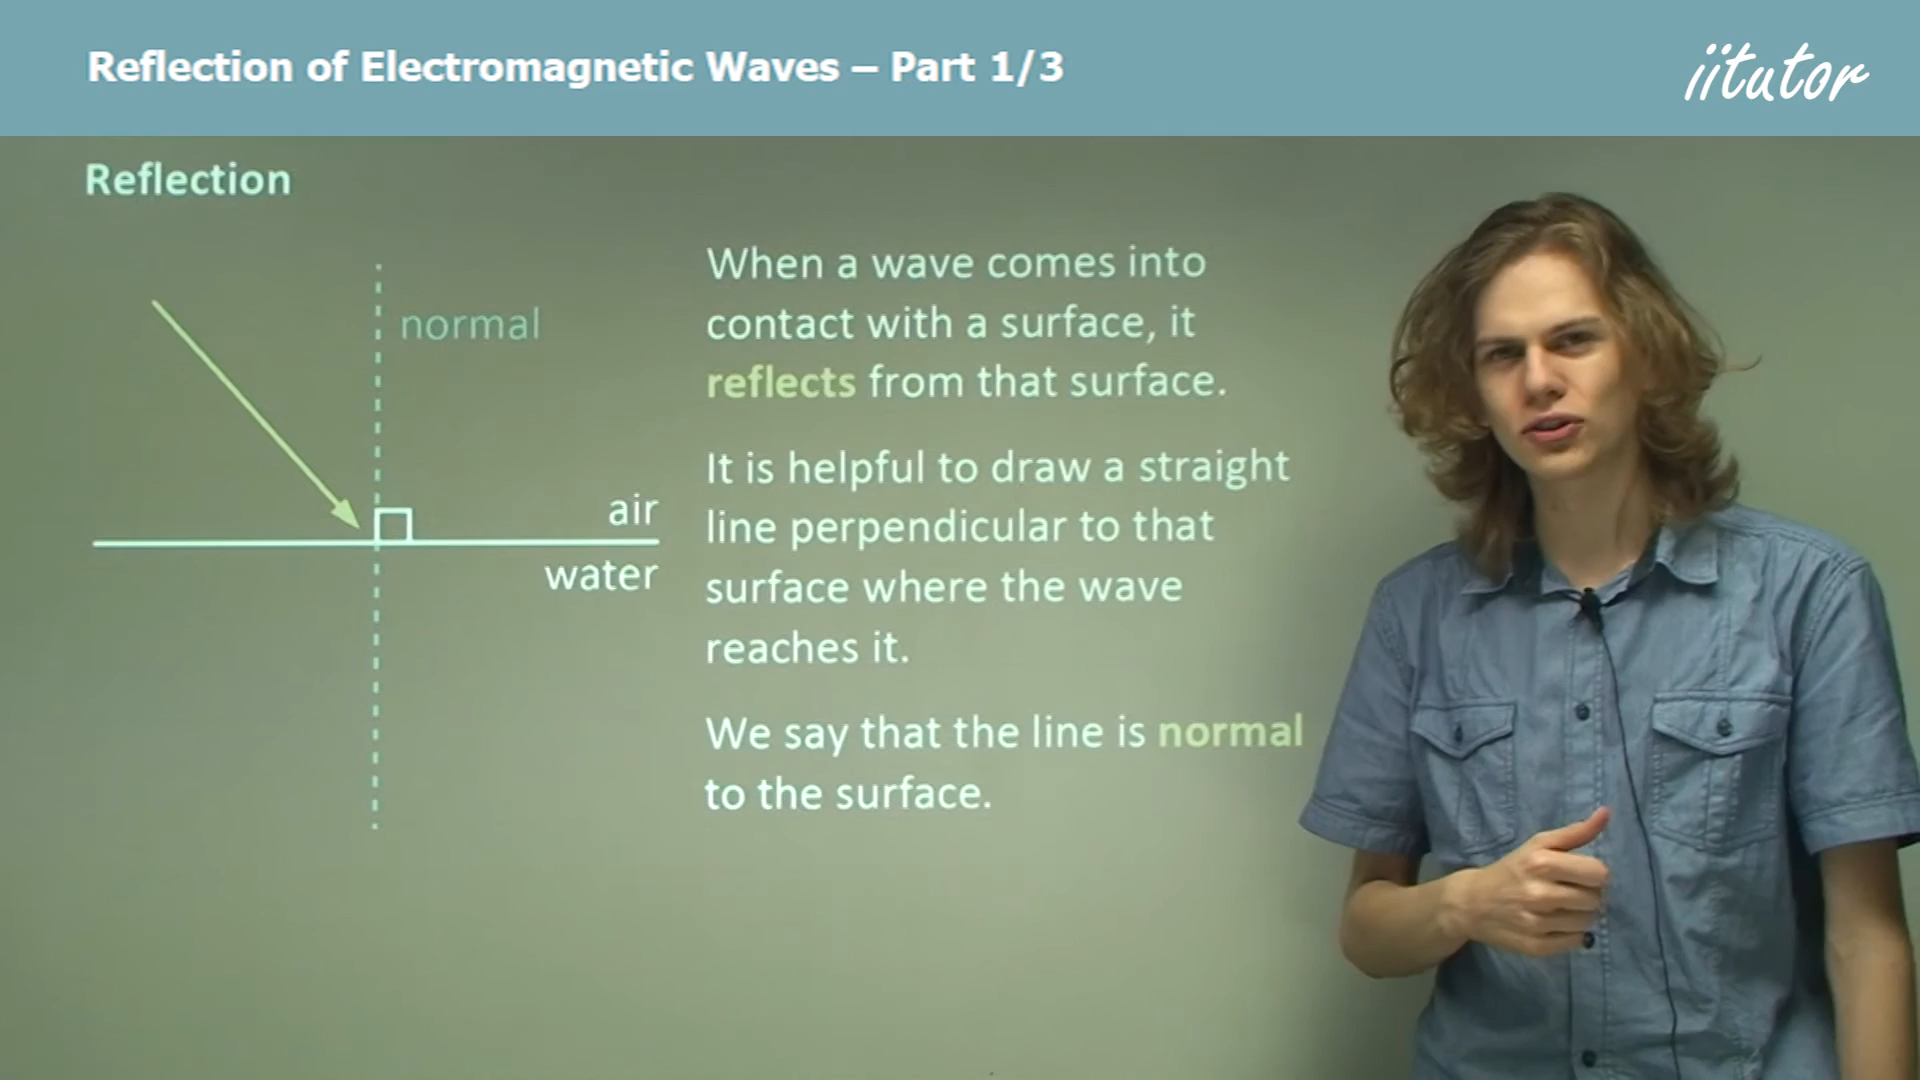 Reflection of Electromagnetic Waves – Part 1/3
iitutor
Reflection
normal
air
water
When a wave comes into
contact with a surface, it
reflects from that surface.
It is helpful to draw a straight
line perpendicular to that
surface where the wave
reaches it.
We say that the line is normal
to the surface.